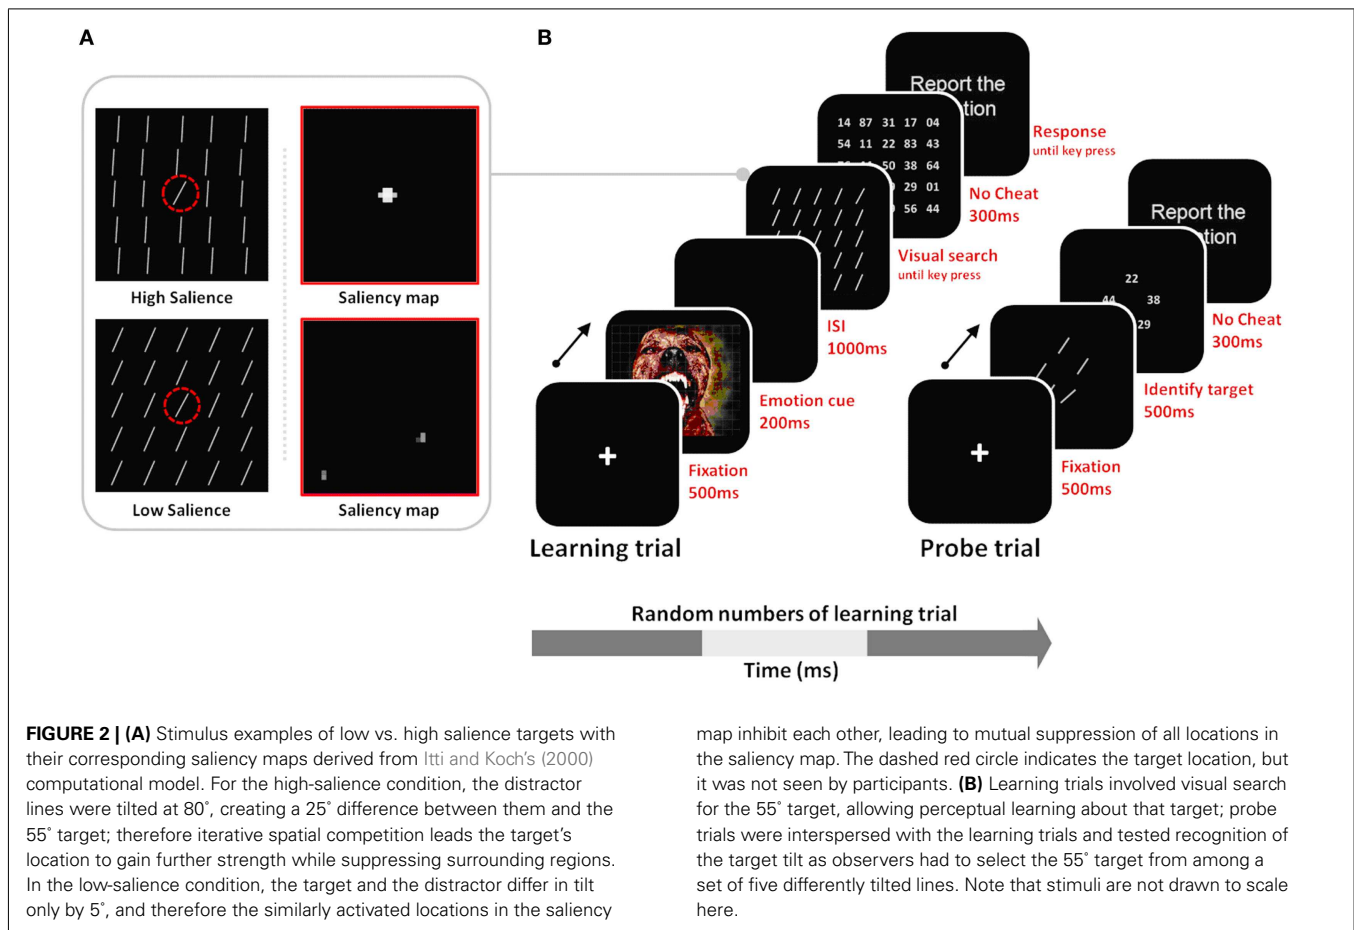 A
B
High Salience
Saliency map
Low Salience
Saliency map
Report the
Response
until key press
14 87 31 17 04
54 11 22 83 43
50 38 64
29 01
56 44
No Cheat
300ms
Visual search
until key press
ISI
1000ms
Emotion cue
200ms
Fixation
500ms
Learning trial
Report the
22
44 38
29
No Cheat
300ms
Identify target
500ms
Fixation
500ms
Probe trial
Random numbers of learning trial
Time (ms)
FIGURE 2 | (A) Stimulus examples of low vs. high salience targets with
their corresponding saliency maps derived from Itti and Koch's (2000)
computational model. For the high-salience condition, the distractor
lines were tilted at 80˚, creating a 25˚ difference between them and the
55˚ target; therefore iterative spatial competition leads the target's
location to gain further strength while suppressing surrounding regions.
In the low-salience condition, the target and the distractor differ in tilt
only by 5˚, and therefore the similarly activated locations in the saliency
map inhibit each other, leading to mutual suppression of all locations in
the saliency map. The dashed red circle indicates the target location, but
it was not seen by participants. (B) Learning trials involved visual search
for the 55˚ target, allowing perceptual learning about that target; probe
trials were interspersed with the learning trials and tested recognition of
the target tilt as observers had to select the 55˚ target from among a
set of five differently tilted lines. Note that stimuli are not drawn to scale
here.